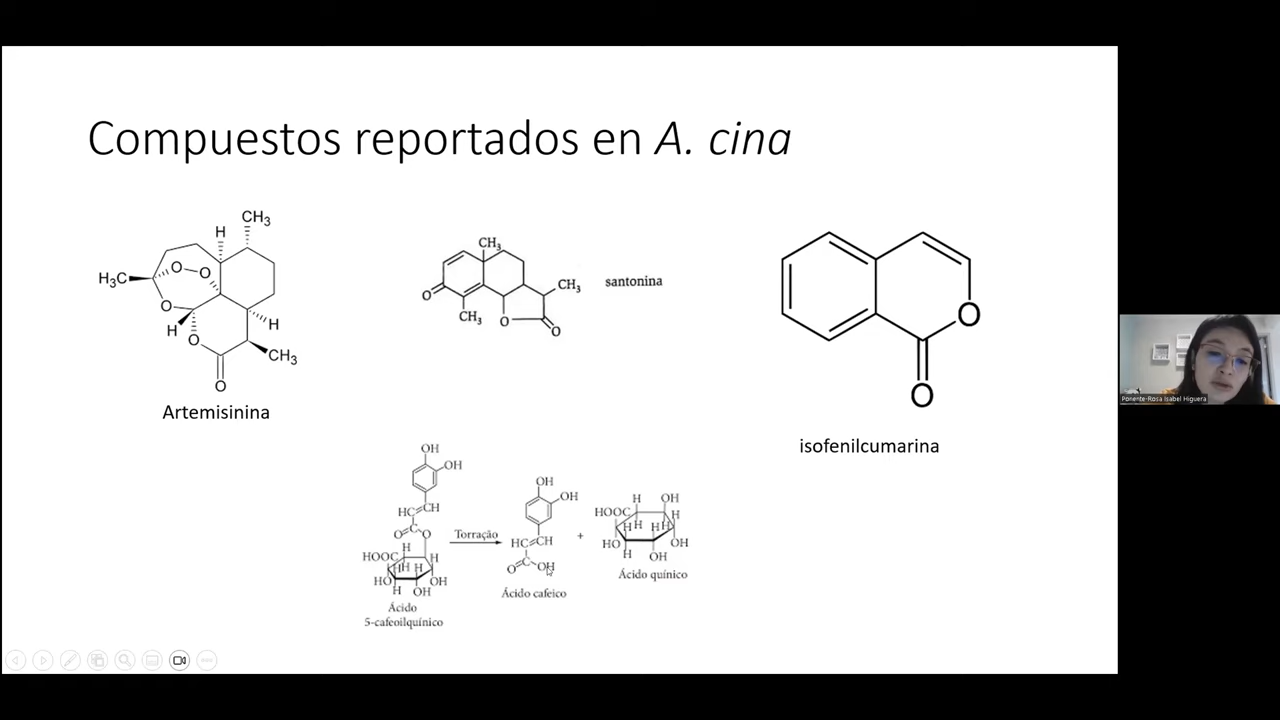 Compuestos reportados en A. cina
CH3
H
H3C
O
O
O
H
H
O
CH3
O
Artemisinina
CH3
CH3
O
CH3
O
O
santonina
O
O
isofenilcumarina
OH
OH
HC
CH
C
O
O
H
HOOC
H
H
H
H
HO
OH
H
OH
Ácido
5-cafeoilquínico
Torração
OH
OH
HC
CH
C
O
OH
Ácido cafeico
+
H
OH
HOOC
H
H
H
H
H
HO
OH
H
OH
Ácido químico
Ponente-Rosa Isabel Higuera